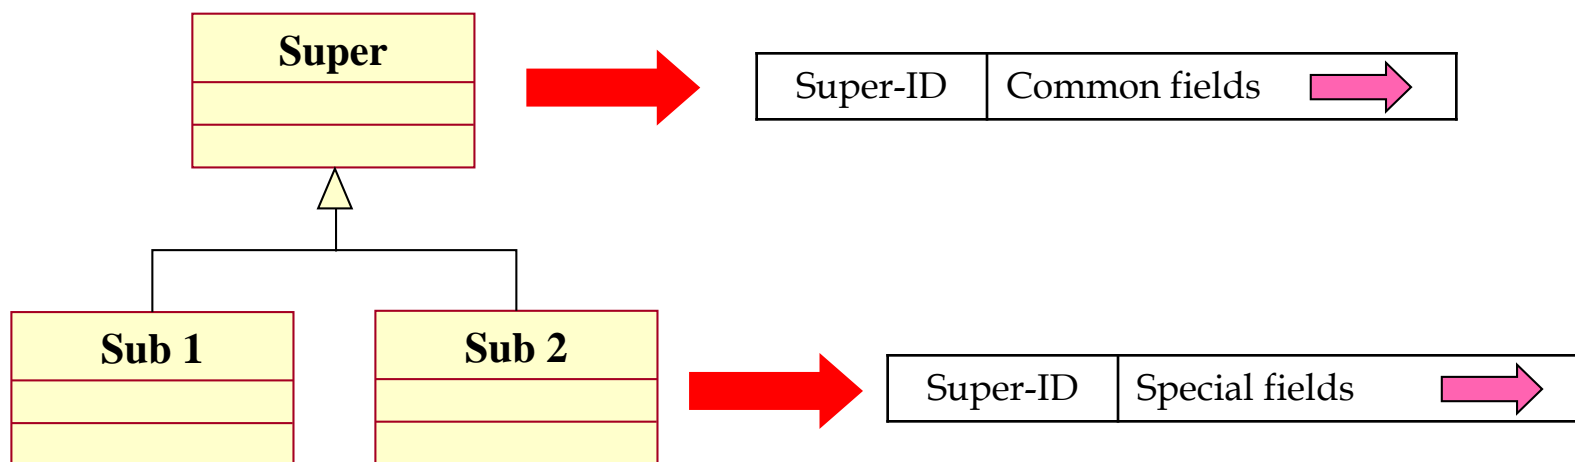 Super
Super-ID Common fields
Sub 1
Sub 2
Super-ID Special fields